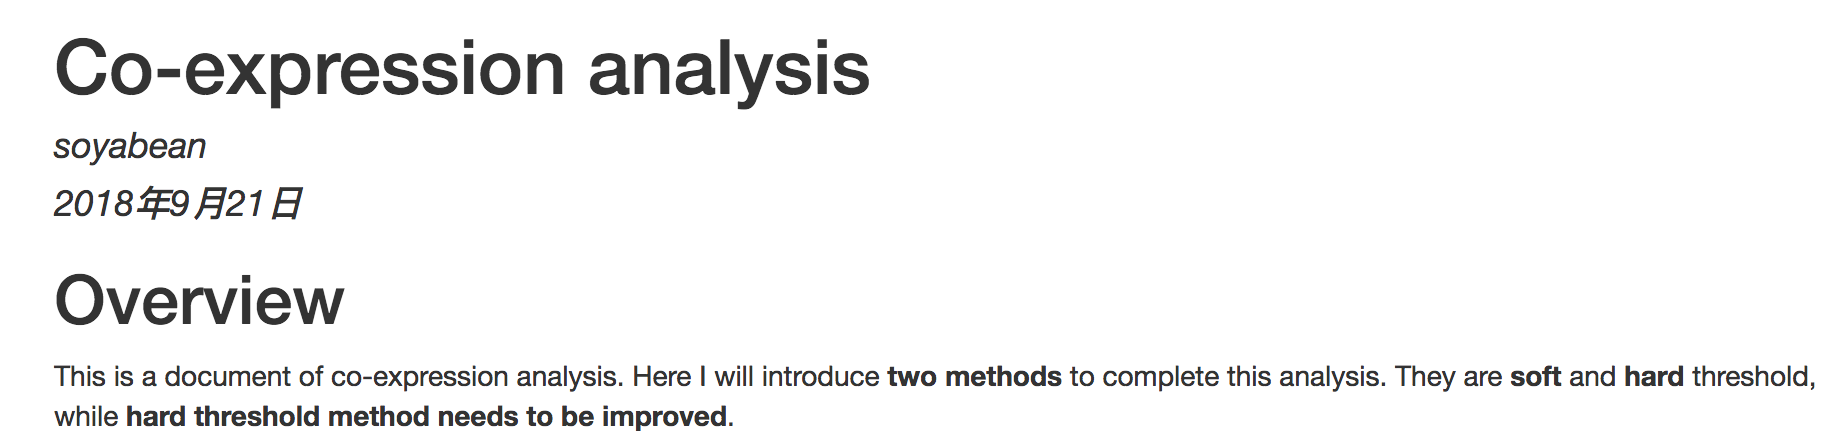 Co-expression analysis
soyabean
2018年9月21日
Overview
This is a document of co-expression analysis. Here I will introduce two methods to complete this analysis. They are soft and hard threshold,
while hard threshold method needs to be improved.